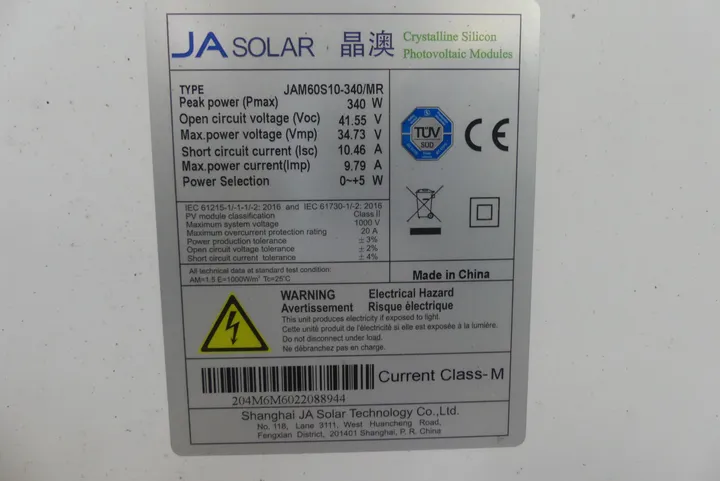 JA SOLAR 晶澳 Crystalline Silicon
Photovoltaic Modules
TYPE JAM60S10-340/MR
Peak power (Pmax) 340 W
Open circuit voltage (Voc) 41.55 V
Max.power voltage (Vmp) 34.73 V
Short circuit current (Isc) 10.46 A
Max.power current(Imp) 9.79 A
Power Selection 0~+5 W
TÜV
SÜD
CE
IEC 61215-1/-1-1/-2: 2016 and IEC 61730-1/-2: 2016
PV module classification Class II
Maximum system voltage 1000 V
Maximum overcurrent protection rating 20 A
Power production tolerance ± 3%
Open circuit voltage tolerance ± 2%
Short circuit current tolerance ± 4%
All technical data at standard test condition:
AM=1.5 E=1000W/m² Tc=25°C
Made in China
WARNING Electrical Hazard
Avertissement Risque électrique
This unit produces electricity if exposed to light.
Cette unité produit de l'électricité si elle est exposée à la lumière.
Do not disconnect under load.
Ne débranchez pas en charge.
Current Class-M
204M6M6022088944
Shanghai JA Solar Technology Co.,Ltd.
No. 118, Lane 3111, West Huancheng Road,
Fengxian District, 201401 Shanghai, P. R. China